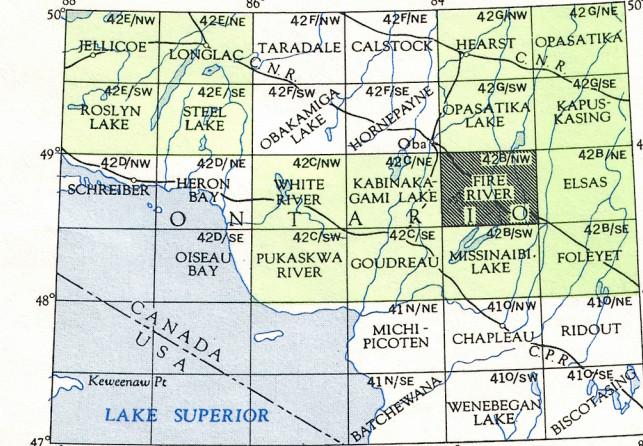 50° 88 86 84 50°
42E/NW 42E/NE 42F/NW 42F/NE 42G/NW 42G/NE
JELLICOE LONGLAC TARADALE CALSTOCK HEARST OPASATIKA
C.N.R. C.N.R.
42E/SW 42E/SE 42F/SW 42G/SW 42G/SE
ROSLYN LAKE
STEEL LAKE
OBAKAMIGA LAKE
HORNEPAYNE
OPASATIKA LAKE
KAPUS-
KASING
Oba
49° 4
42D/NW 42D/NE 42C/NW 42C/NE 42B/NW 42B/NE
SCHREIBER
HERON BAY
WHITE RIVER
KABINAKA-
GAMI LAKE
FIRE RIVER
ELSAS
ONTARIO
42D/SE 42C/SW 42C/SE 42B/SW 42B/SE
OISEAU BAY
PUKASKWA RIVER
GOUDREAU
MISSINAIBI LAKE
FOLEYET
48°
41N/NE 41O/NW 41O/NE
CANADA
USA
MICHI-
PICOTEN
CHAPLEAU
RIDOUT
C.P.R.
41N/SE 41O/SW 41O/SE
Keweenaw Pt
LAKE SUPERIOR
BATCHEWANA
WENEBEGAN LAKE
BISCOTASING
47°